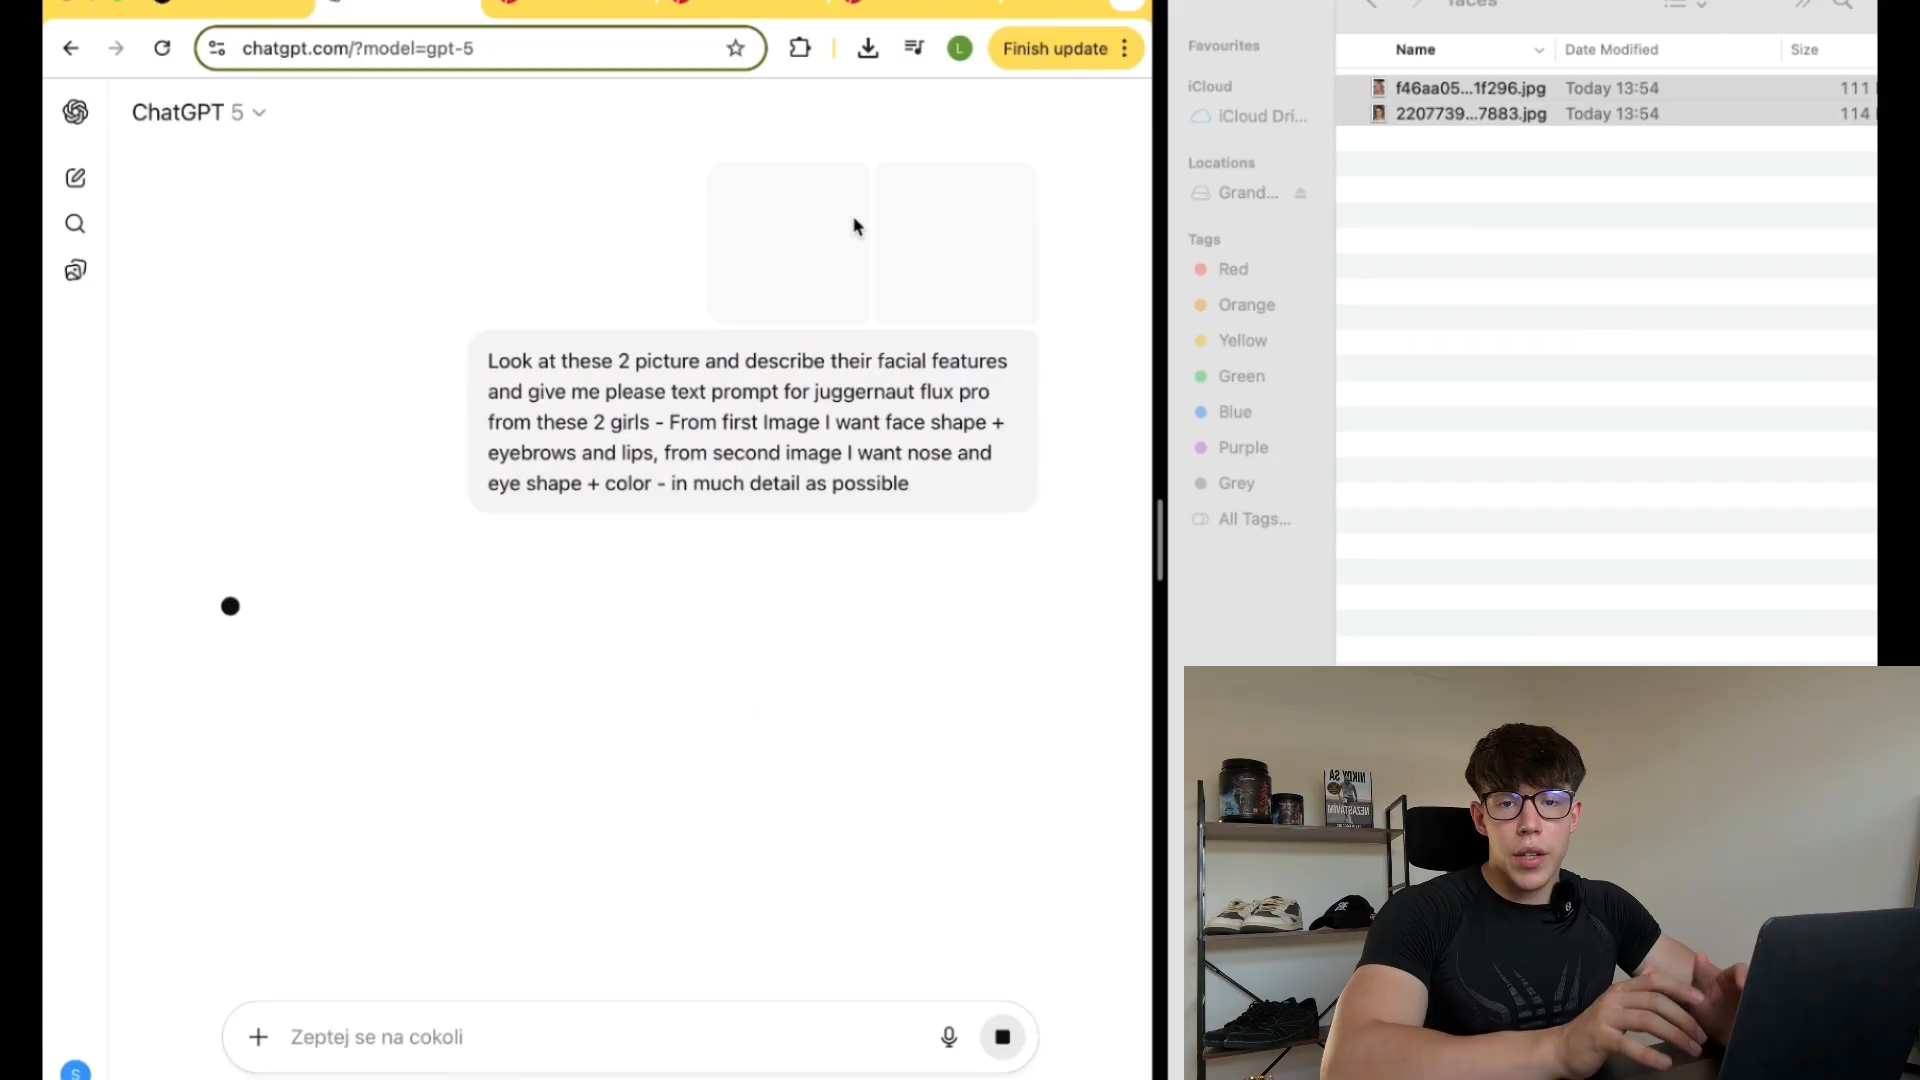 chatgpt.com/?model=gpt-5
Finish update
L
ChatGPT 5
Look at these 2 picture and describe their facial features
and give me please text prompt for juggernaut flux pro
from these 2 girls - From first Image I want face shape +
eyebrows and lips, from second image I want nose and
eye shape + color - in much detail as possible
Zeptej se na cokoli
S
faces
Favourites
iCloud
iCloud Dri...
Locations
Grand...
Tags
Red
Orange
Yellow
Green
Blue
Purple
Grey
All Tags...
Name
Date Modified
Size
f46aa05...1f296.jpg
Today 13:54
111
2207739...7883.jpg
Today 13:54
114
NIKDY SA
NEZASTAVÍM